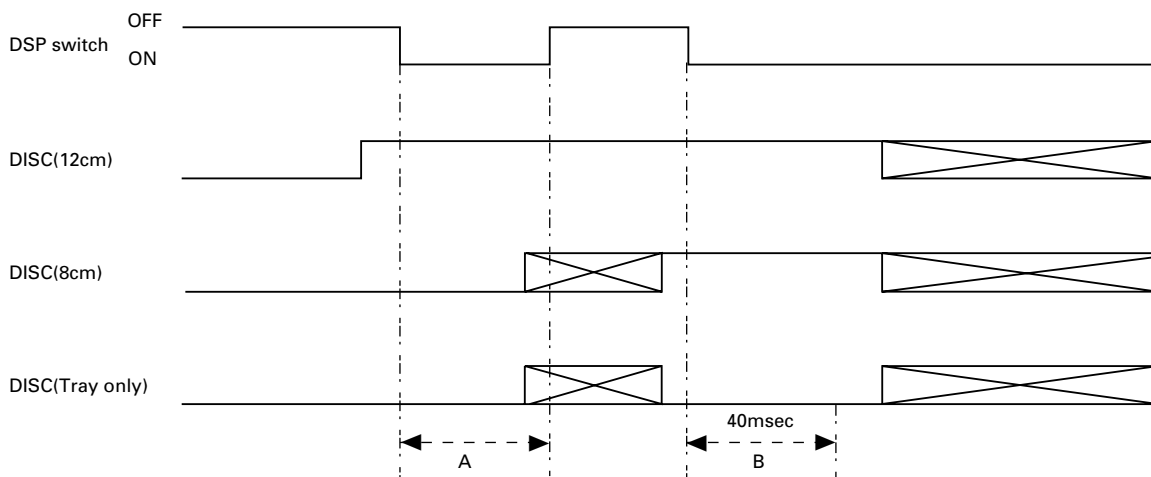 OFF
DSP switch
ON
DISC(12cm)
DISC(8cm)
DISC(Tray only)
40msec
A
B